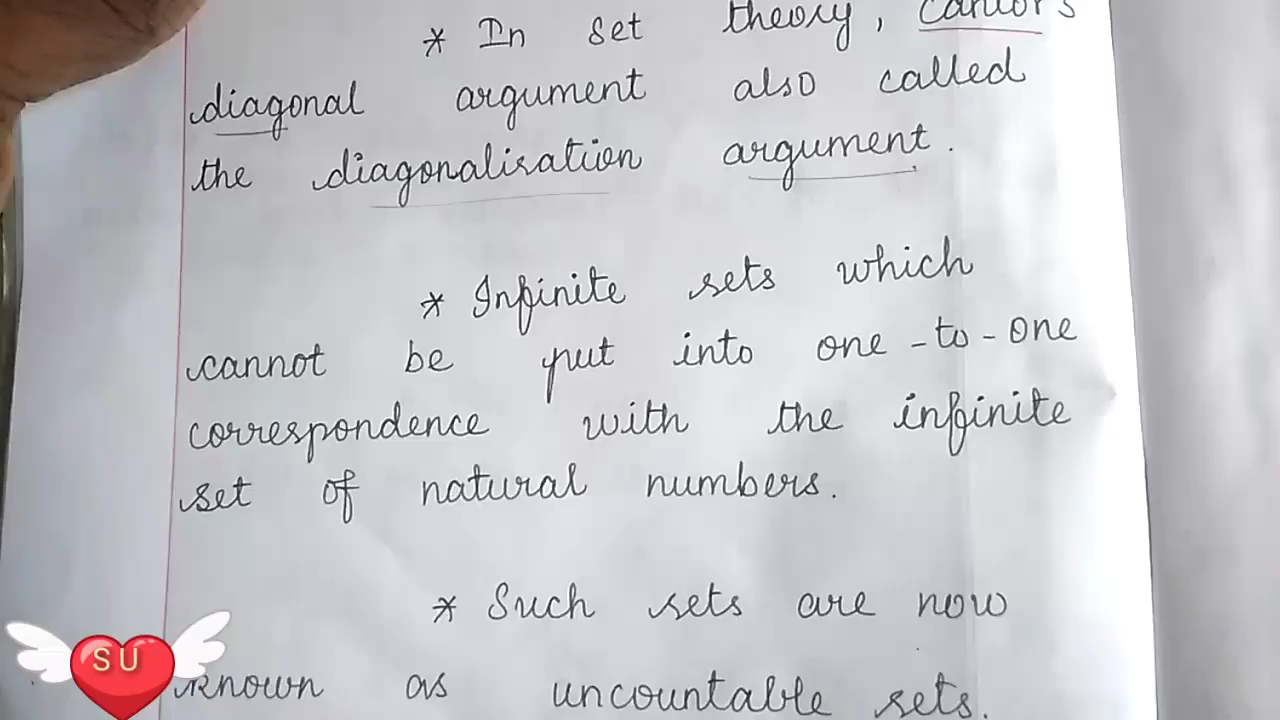 * In set theory, Cantor's
diagonal argument also called
the diagonalisation argument.
* Infinite sets which
cannot be put into one-to-one
correspondence with the infinite
set of natural numbers.
* Such sets are now
known as uncountable sets.
SU